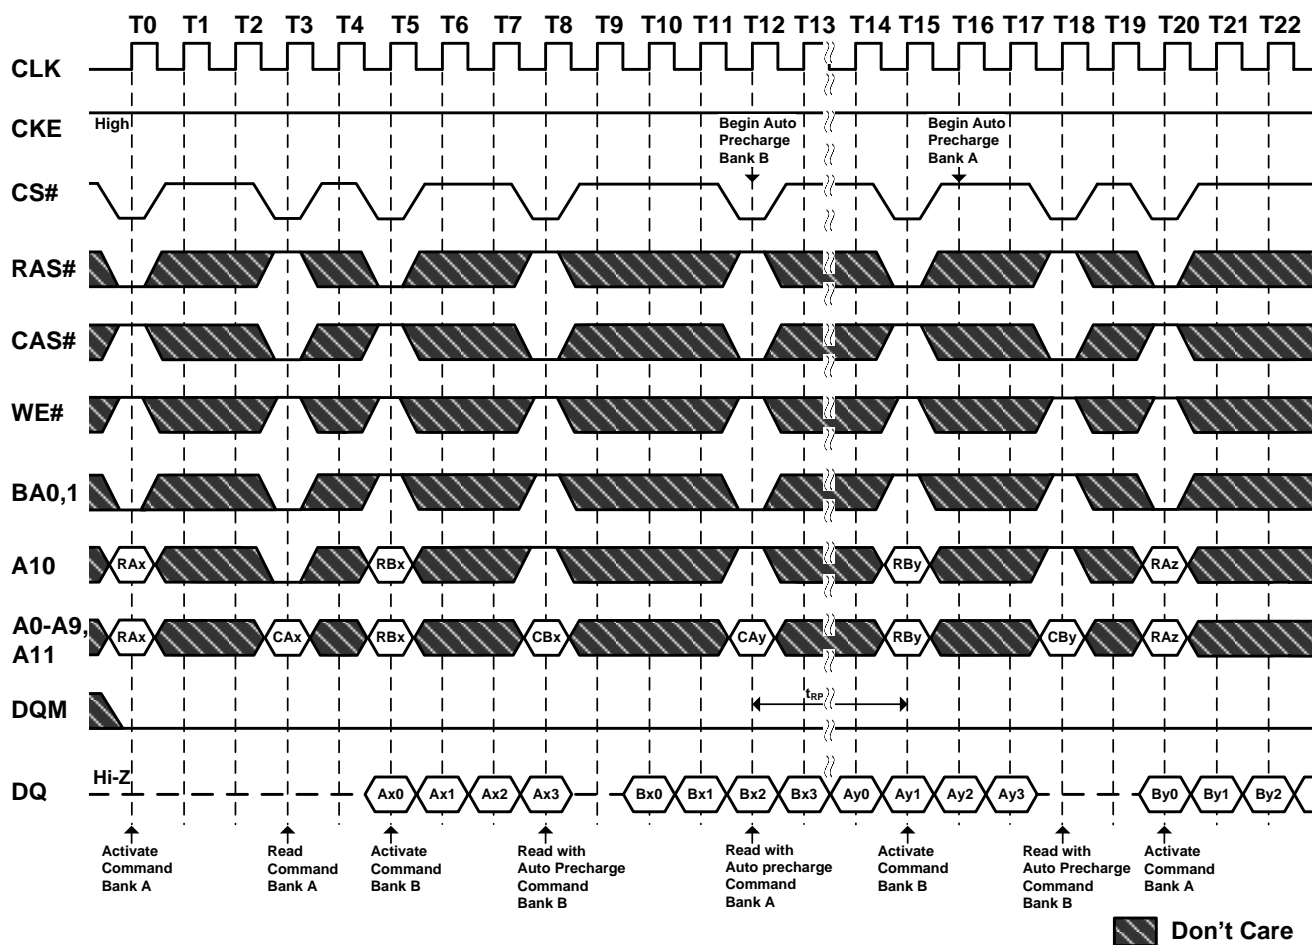 T0 T1 T2 T3 T4 T5 T6 T7 T8 T9 T10 T11 T12 T13 T14 T15 T16 T17 T18 T19 T20 T21 T22
CLK
CKE
High
Begin Auto
Precharge
Bank B
Begin Auto
Precharge
Bank A
CS#
RAS#
CAS#
WE#
BA0,1
A10
RAx
RBx
RBy
RAz
A0-A9,
A11
RAx
CAx
RBx
CBx
CAy
RBy
CBy
RAz
DQM
tRP
DQ
Hi-Z
Ax0
Ax1
Ax2
Ax3
Bx0
Bx1
Bx2
Bx3
Ay0
Ay1
Ay2
Ay3
By0
By1
By2
Activate
Command
Bank A
Read
Command
Bank A
Activate
Command
Bank B
Read with
Auto Precharge
Command
Bank B
Read with
Auto precharge
Command
Bank A
Activate
Command
Bank B
Read with
Auto Precharge
Command
Bank B
Activate
Command
Bank A
Don't Care